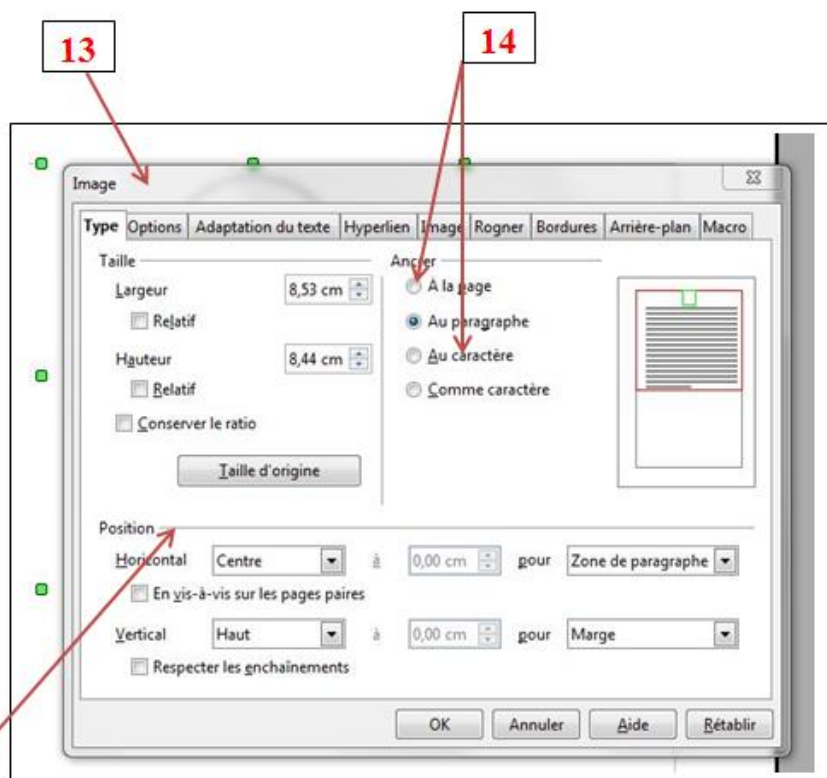 13
14
Image
Type Options Adaptation du texte Hyperlien Image Rogner Bordures Arrière-plan Macro
Taille
Largeur 8,53 cm
Relatif
Hauteur 8,44 cm
Relatif
Conserver le ratio
Taille d'origine
Ancrer
A la page
Au paragraphe
Au caractère
Comme caractère
Position
Horizontal Centre à 0,00 cm pour Zone de paragraphe
En vis-à-vis sur les pages paires
Vertical Haut à 0,00 cm pour Marge
Respecter les enchaînements
OK Annuler Aide Rétablir